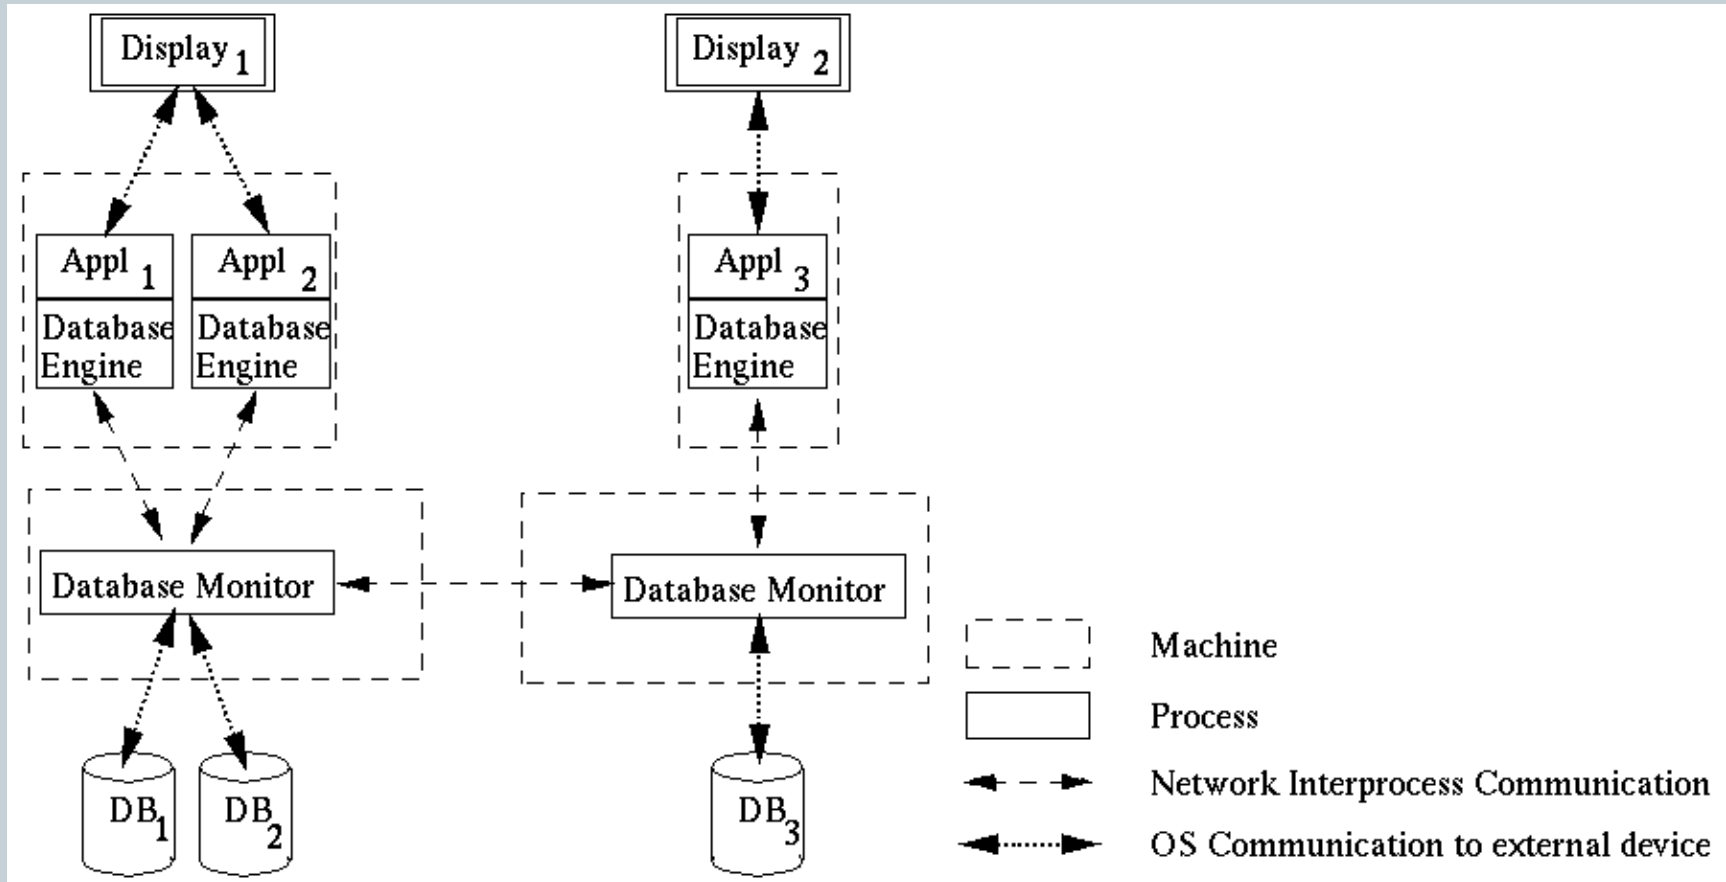 Display 1
Display 2
Appl 1
Appl 2
Appl 3
Database
Engine
Database
Engine
Database
Engine
Database Monitor
Database Monitor
DB1
DB2
DB3
Machine
Process
Network Interprocess Communication
OS Communication to external device